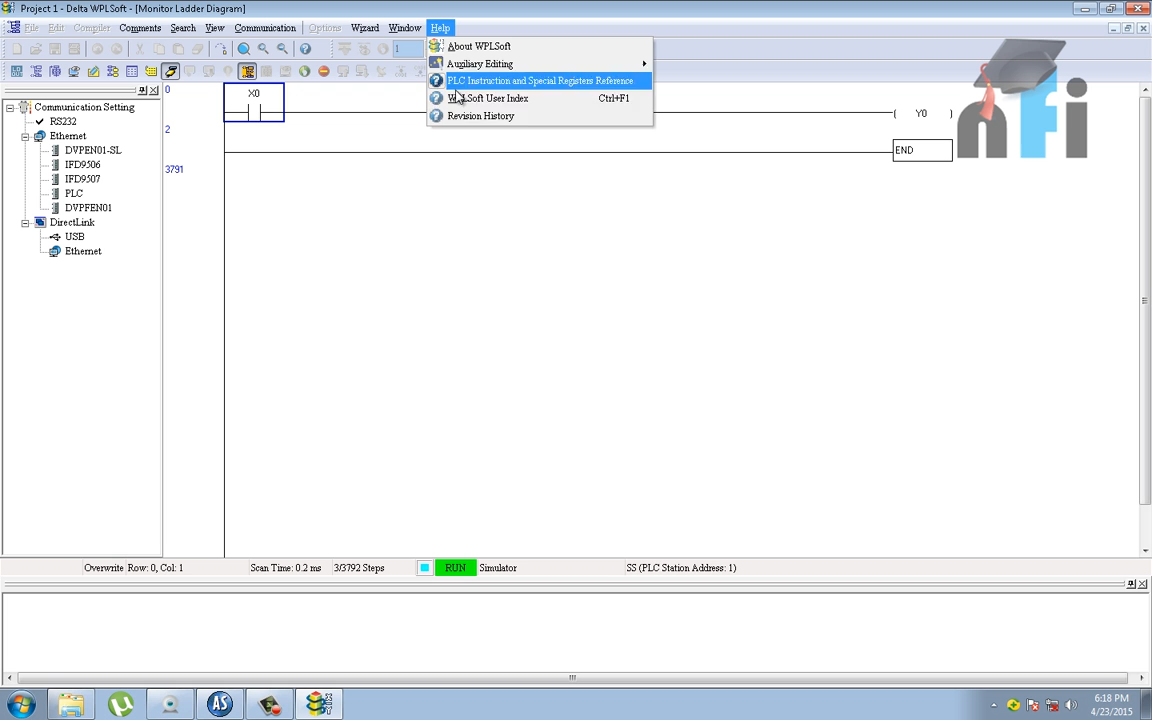 Project 1 - Delta WPLSoft - [Monitor Ladder Diagram]
File Edit Compiler Comments Search View Communication Options Wizard Window Help
1
About WPLSoft
Auxiliary Editing
PLC Instruction and Special Registers Reference
WPLSoft User Index Ctrl+F1
Revision History
Communication Setting
RS232
Ethernet
DVPEN01-SL
IFD9506
IFD9507
PLC
DVPFEN01
DirectLink
USB
Ethernet
0
X0
Y0
2
END
3791
nfi
Overwrite Row: 0, Col: 1 Scan Time: 0.2 ms 3/3792 Steps RUN Simulator SS (PLC Station Address: 1)
AS
6:18 PM
4/23/2015